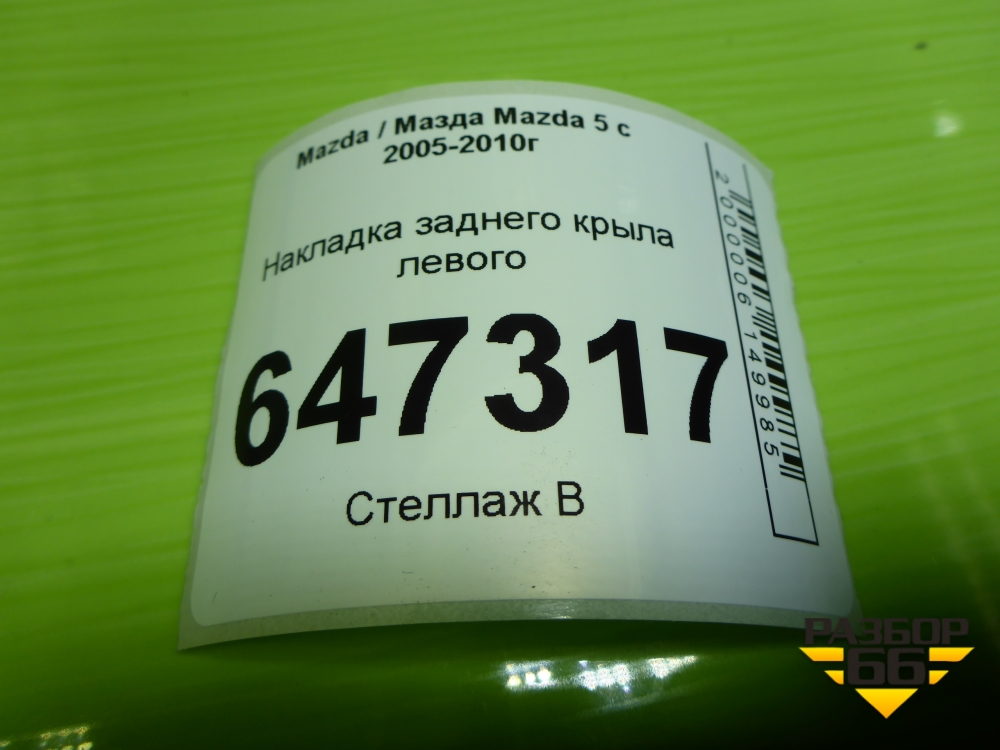 Mazda / Мазда Mazda 5 с
2005-2010г
Накладка заднего крыла
левого
647317
Стеллаж В
2000006149985
РАЗБОР
66